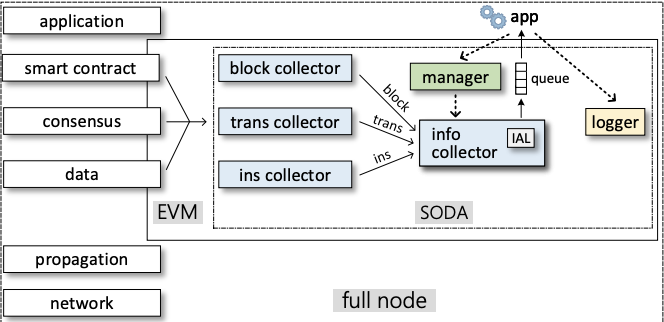 application
smart contract
consensus
data
propagation
network
EVM
block collector
trans collector
ins collector
block
trans
ins
app
manager
queue
info
collector
IAL
logger
SODA
full node